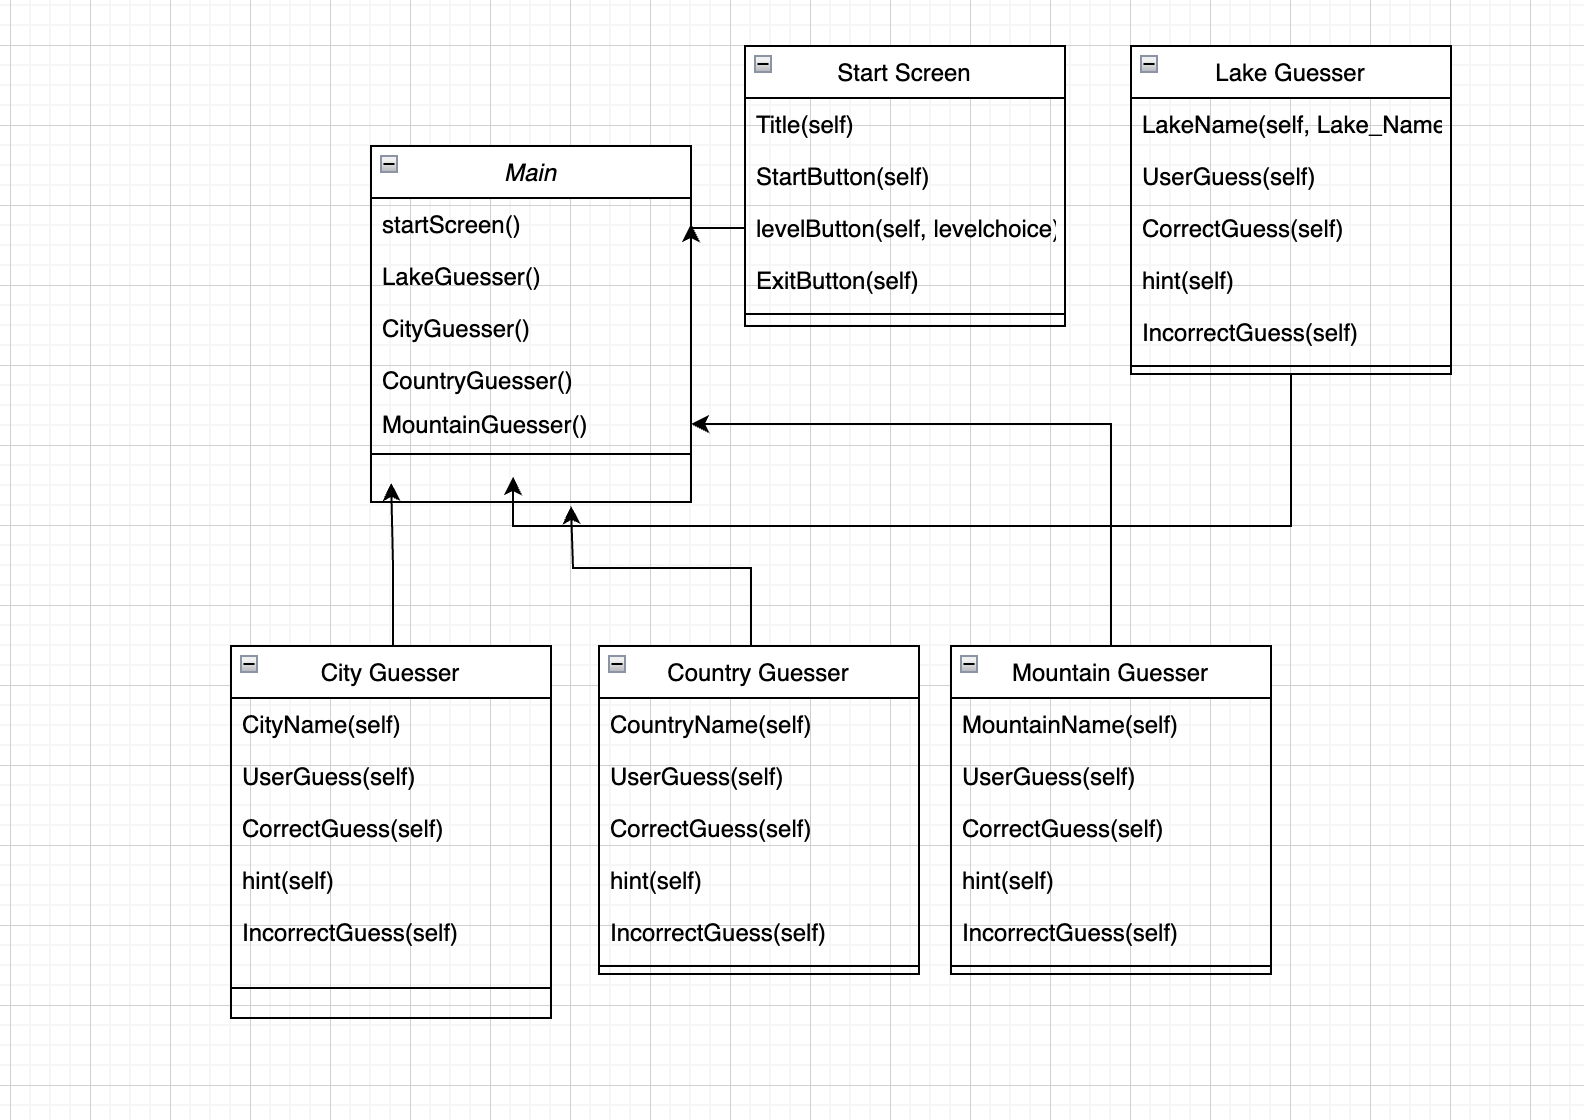 Main
startScreen()
LakeGuesser()
CityGuesser()
CountryGuesser()
MountainGuesser()
Start Screen
Title(self)
StartButton(self)
levelButton(self, levelchoice)
ExitButton(self)
Lake Guesser
LakeName(self, Lake_Name
UserGuess(self)
CorrectGuess(self)
hint(self)
IncorrectGuess(self)
City Guesser
CityName(self)
UserGuess(self)
CorrectGuess(self)
hint(self)
IncorrectGuess(self)
Country Guesser
CountryName(self)
UserGuess(self)
CorrectGuess(self)
hint(self)
IncorrectGuess(self)
Mountain Guesser
MountainName(self)
UserGuess(self)
CorrectGuess(self)
hint(self)
IncorrectGuess(self)